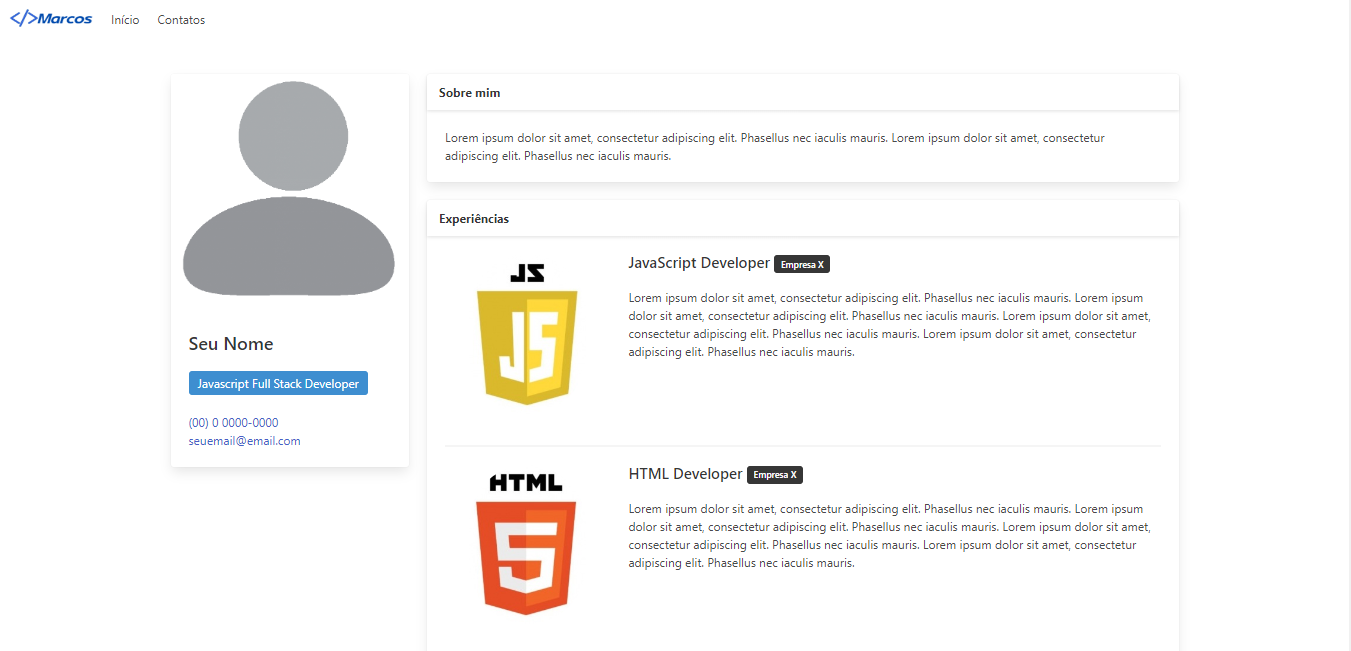 </>Marcos Início Contatos
Seu Nome
Javascript Full Stack Developer
(00) 0 0000-0000
seuemail@email.com
Sobre mim
Lorem ipsum dolor sit amet, consectetur adipiscing elit. Phasellus nec iaculis mauris. Lorem ipsum dolor sit amet, consectetur
adipiscing elit. Phasellus nec iaculis mauris.
Experiências
JS
JS
JavaScript Developer Empresa X
Lorem ipsum dolor sit amet, consectetur adipiscing elit. Phasellus nec iaculis mauris. Lorem ipsum
dolor sit amet, consectetur adipiscing elit. Phasellus nec iaculis mauris. Lorem ipsum dolor sit amet,
consectetur adipiscing elit. Phasellus nec iaculis mauris. Lorem ipsum dolor sit amet, consectetur
adipiscing elit. Phasellus nec iaculis mauris.
HTML
5
HTML Developer Empresa X
Lorem ipsum dolor sit amet, consectetur adipiscing elit. Phasellus nec iaculis mauris. Lorem ipsum
dolor sit amet, consectetur adipiscing elit. Phasellus nec iaculis mauris. Lorem ipsum dolor sit amet,
consectetur adipiscing elit. Phasellus nec iaculis mauris. Lorem ipsum dolor sit amet, consectetur
adipiscing elit. Phasellus nec iaculis mauris.